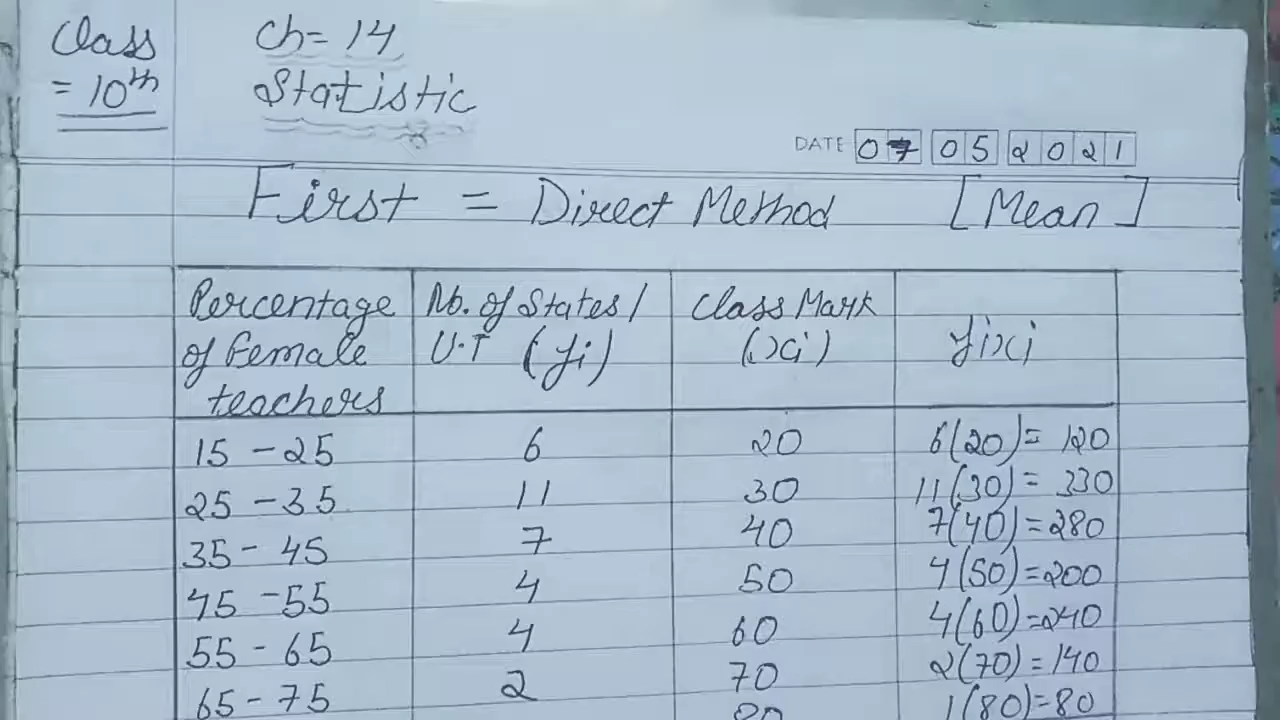 Class
= 10th
Ch= 14
Statistic
DATE 07 05 2021
First = Direct Method [Mean]
Percentage of Female teachers
No. of States/ U.T (fi)
Class Mark (xi)
fixi
15 - 25 6 20 6(20)= 120
25 - 35 11 30 11(30)= 330
35 - 45 7 40 7(40)=280
45 - 55 4 50 4(50)=200
55 - 65 4 60 4(60)=240
65 - 75 2 70 2(70)=140
80 1(80)=80